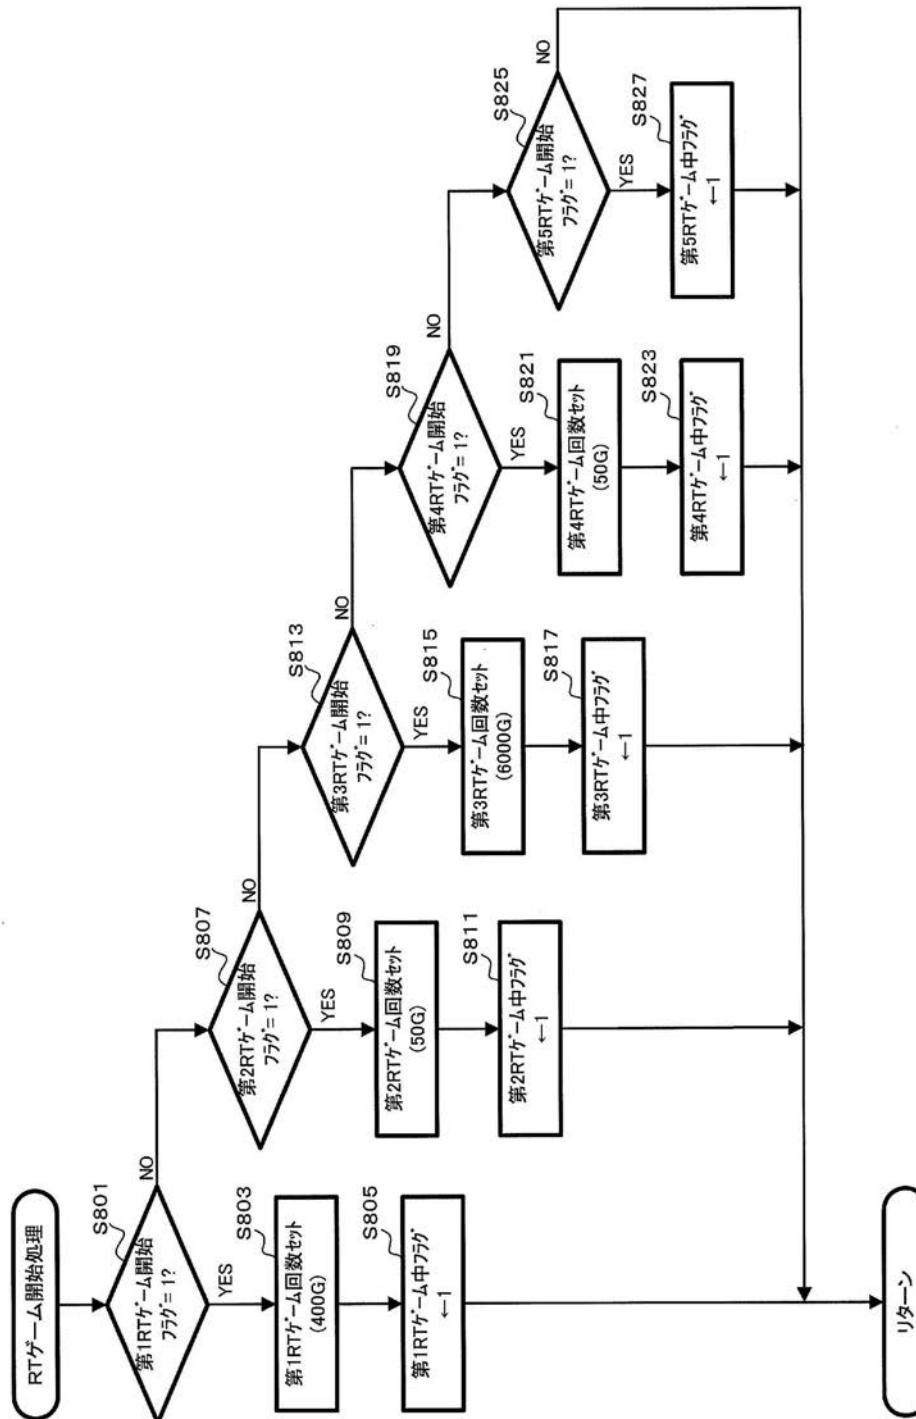 RTゲーム開始処理
S801
第1RTゲーム開始
フラグ=1?
NO
YES
S803
第1RTゲーム回数セット
(400G)
S805
第1RTゲーム中フラグ
←1
S807
第2RTゲーム開始
フラグ=1?
NO
YES
S809
第2RTゲーム回数セット
(50G)
S811
第2RTゲーム中フラグ
←1
S813
第3RTゲーム開始
フラグ=1?
NO
YES
S815
第3RTゲーム回数セット
(6000G)
S817
第3RTゲーム中フラグ
←1
S819
第4RTゲーム開始
フラグ=1?
NO
YES
S821
第4RTゲーム回数セット
(50G)
S823
第4RTゲーム中フラグ
←1
S825
第5RTゲーム開始
フラグ=1?
NO
YES
S827
第5RTゲーム中フラグ
←1
リターン